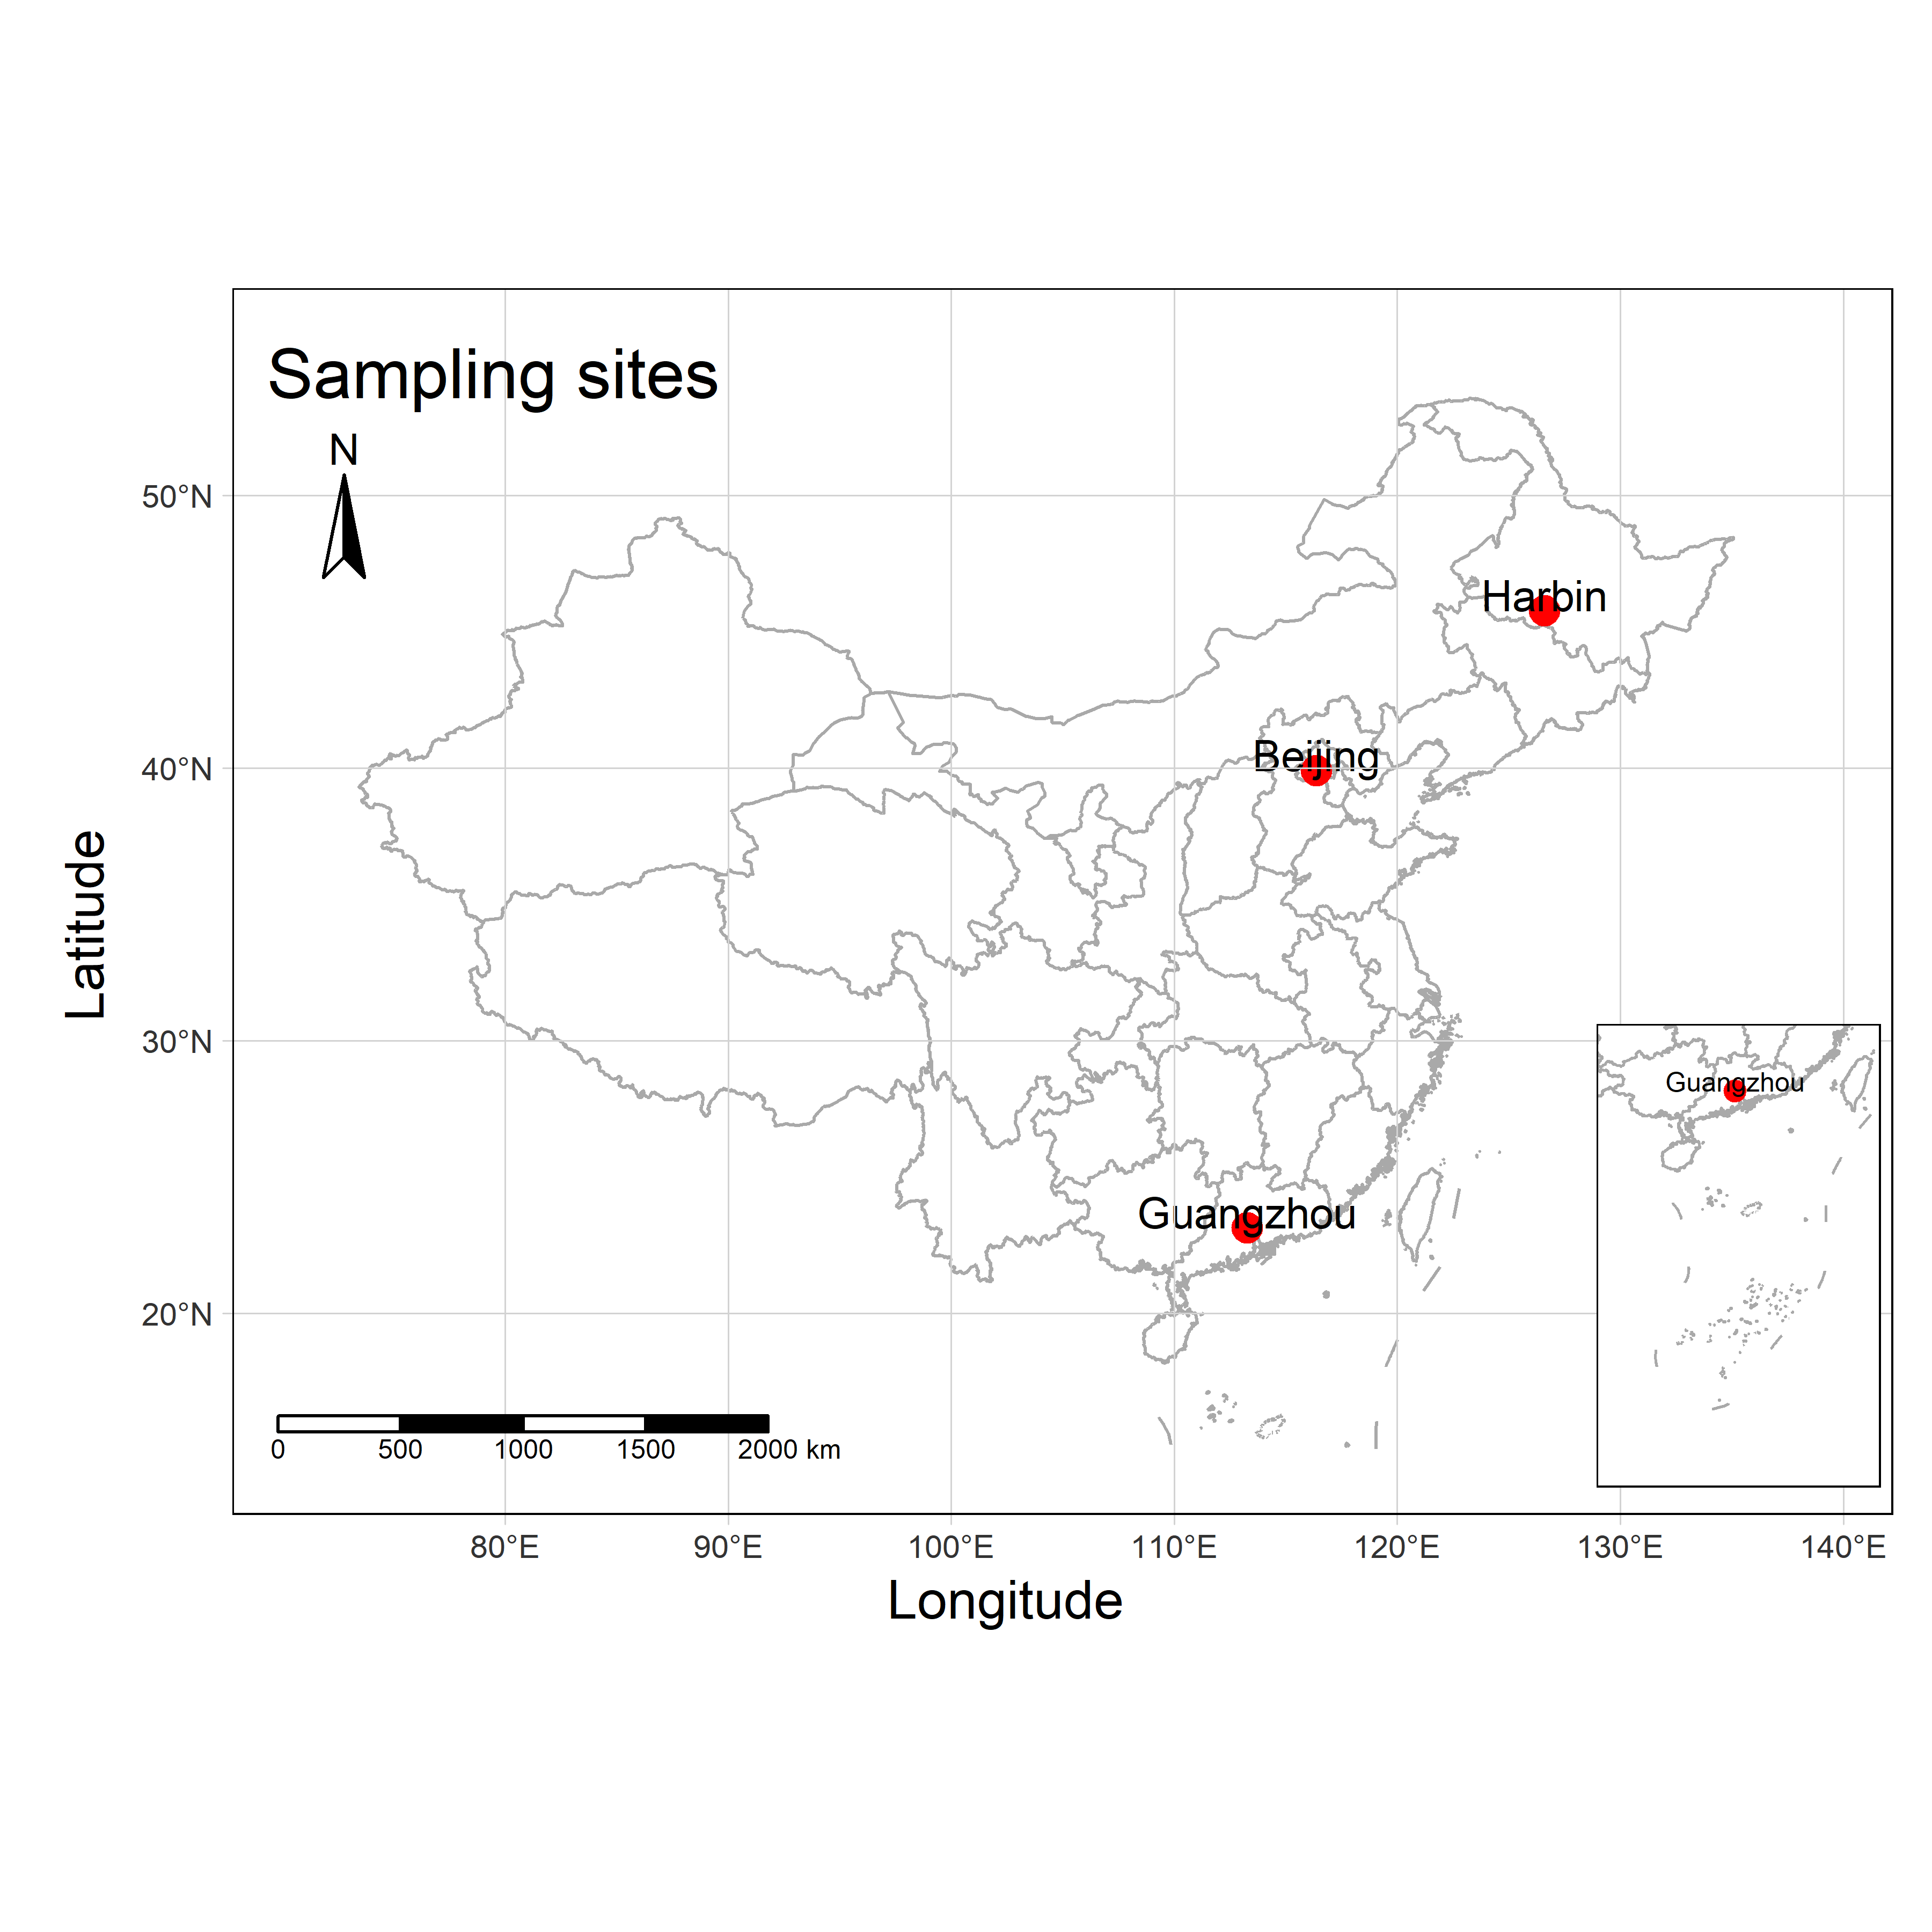 Sampling sites
N
50°N
40°N
30°N
20°N
Latitude
Harbin
Beijing
Guangzhou
Guangzhou
0 500 1000 1500 2000 km
80°E 90°E 100°E 110°E 120°E 130°E 140°E
Longitude